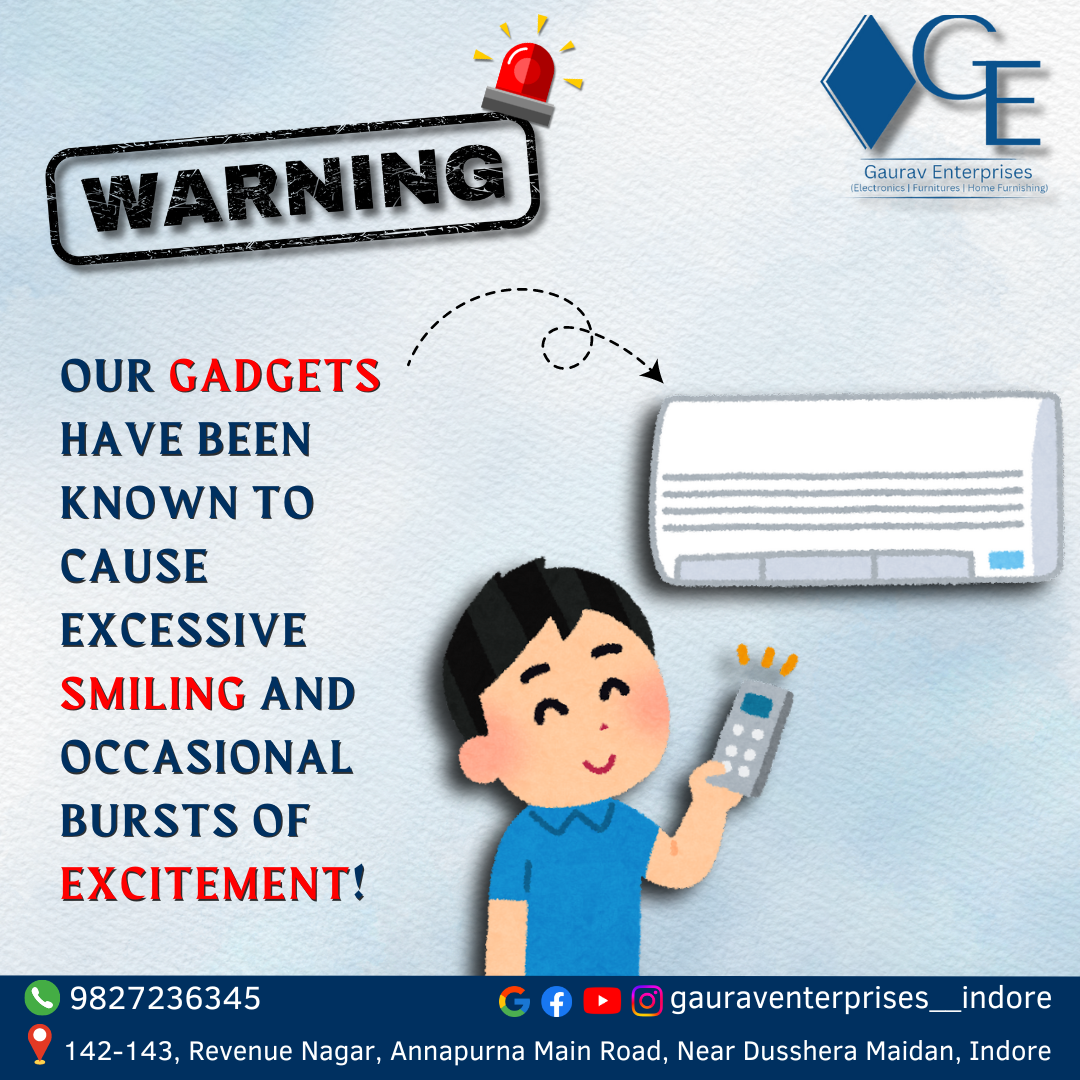 WARNING
GE
Gaurav Enterprises
(Electronics | Furnitures | Home Furnishing)
OUR GADGETS
HAVE BEEN
KNOWN TO
CAUSE
EXCESSIVE
SMILING AND
OCCASIONAL
BURSTS OF
EXCITEMENT!
9827236345
gauraventerprises__indore
142-143, Revenue Nagar, Annapurna Main Road, Near Dusshera Maidan, Indore